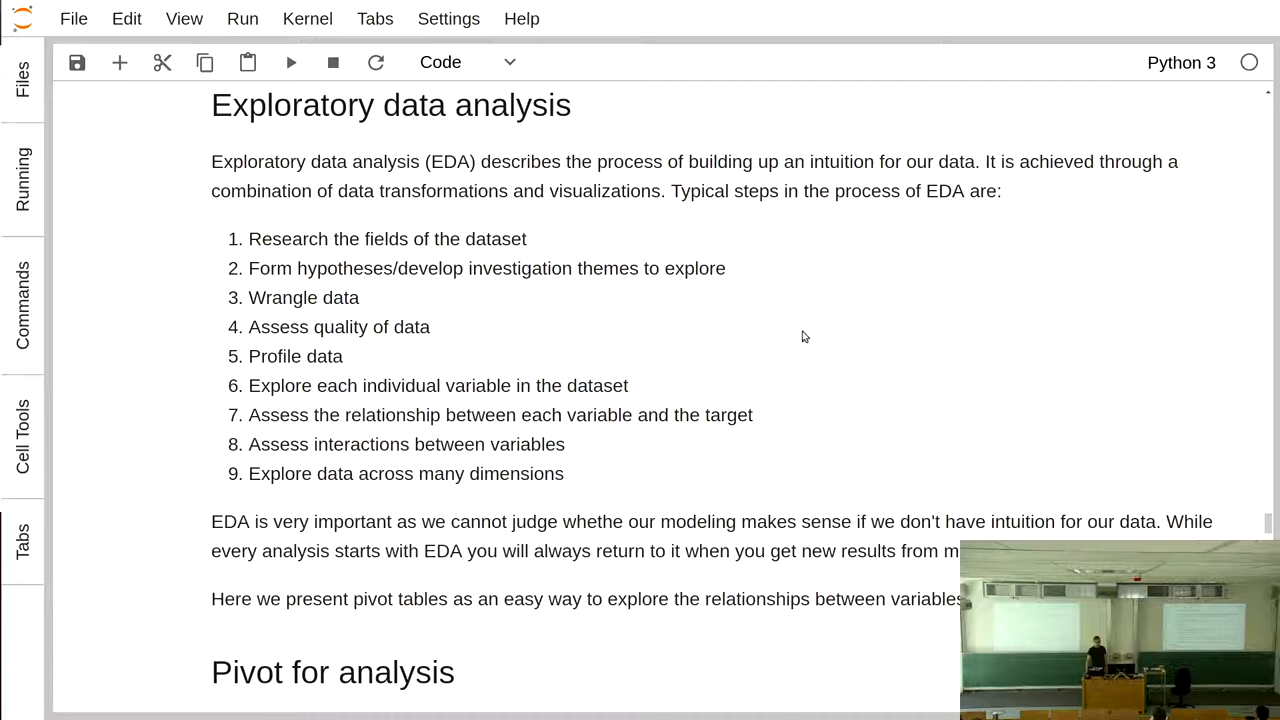 File Edit View Run Kernel Tabs Settings Help
Code
Python 3
Files
Running
Commands
Cell Tools
Tabs
Exploratory data analysis
Exploratory data analysis (EDA) describes the process of building up an intuition for our data. It is achieved through a
combination of data transformations and visualizations. Typical steps in the process of EDA are:
1. Research the fields of the dataset
2. Form hypotheses/develop investigation themes to explore
3. Wrangle data
4. Assess quality of data
5. Profile data
6. Explore each individual variable in the dataset
7. Assess the relationship between each variable and the target
8. Assess interactions between variables
9. Explore data across many dimensions
EDA is very important as we cannot judge whethe our modeling makes sense if we don't have intuition for our data. While
every analysis starts with EDA you will always return to it when you get new results from
Here we present pivot tables as an easy way to explore the relationships between variables
Pivot for analysis